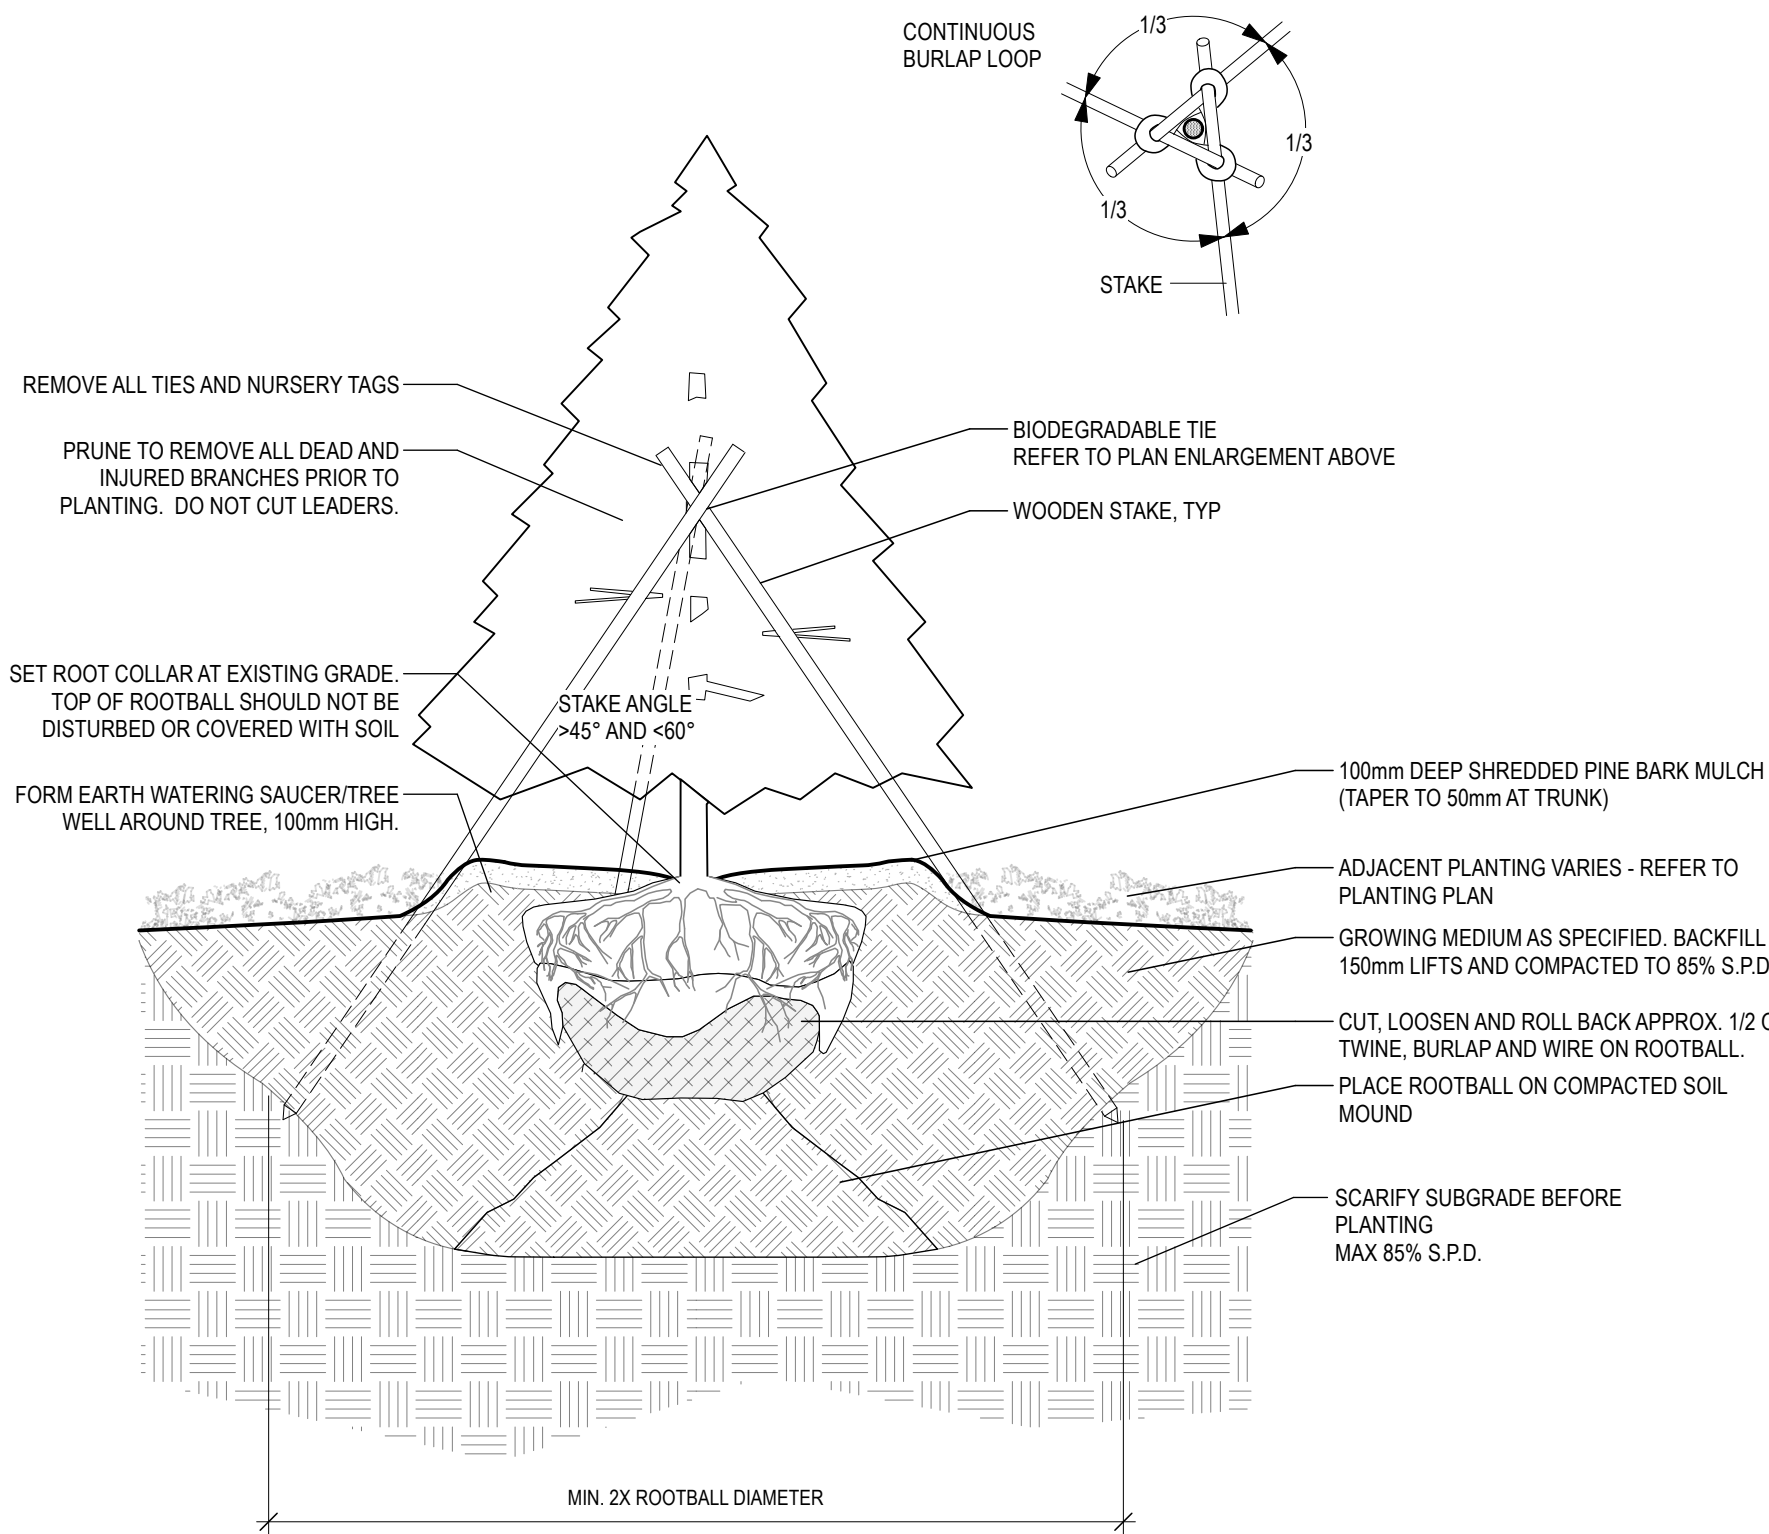 CONTINUOUS
BURLAP LOOP
1/3
1/3
1/3
STAKE
REMOVE ALL TIES AND NURSERY TAGS
PRUNE TO REMOVE ALL DEAD AND
INJURED BRANCHES PRIOR TO
PLANTING. DO NOT CUT LEADERS.
SET ROOT COLLAR AT EXISTING GRADE.
TOP OF ROOTBALL SHOULD NOT BE
DISTURBED OR COVERED WITH SOIL
FORM EARTH WATERING SAUCER/TREE
WELL AROUND TREE, 100mm HIGH.
STAKE ANGLE
>45° AND <60°
BIODEGRADABLE TIE
REFER TO PLAN ENLARGEMENT ABOVE
WOODEN STAKE, TYP
100mm DEEP SHREDDED PINE BARK MULCH
(TAPER TO 50mm AT TRUNK)
ADJACENT PLANTING VARIES - REFER TO
PLANTING PLAN
GROWING MEDIUM AS SPECIFIED. BACKFILL
150mm LIFTS AND COMPACTED TO 85% S.P.D
CUT, LOOSEN AND ROLL BACK APPROX. 1/2
TWINE, BURLAP AND WIRE ON ROOTBALL.
PLACE ROOTBALL ON COMPACTED SOIL
MOUND
SCARIFY SUBGRADE BEFORE
PLANTING
MAX 85% S.P.D.
MIN. 2X ROOTBALL DIAMETER